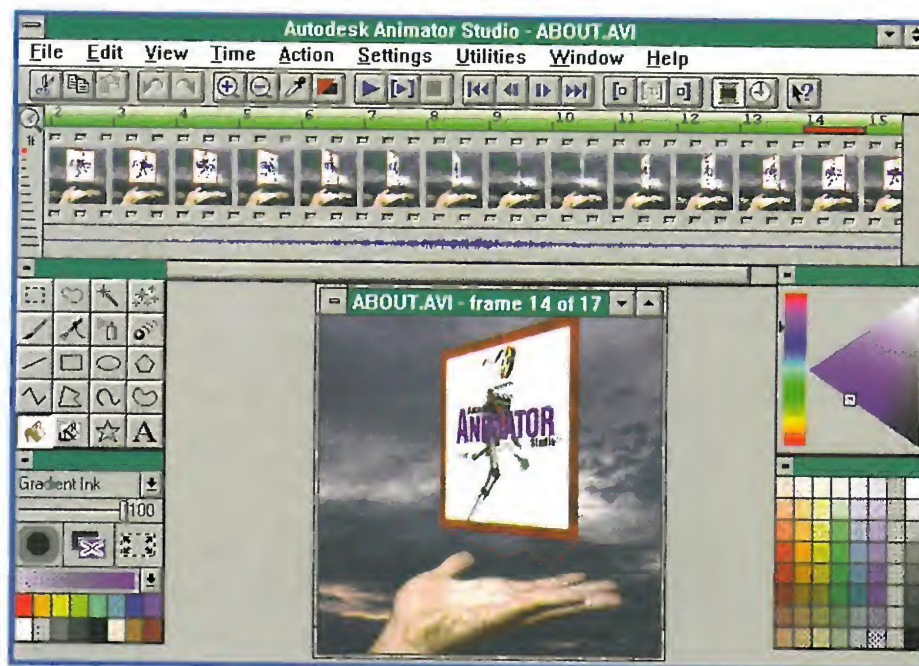 Autodesk Animator Studio - ABOUT.AVI
File Edit View Time Action Settings Utilities Window Help
2 3 4 5 6 7 8 9 10 11 12 13 14 15
ABOUT.AVI - frame 14 of 17
ANIMATOR
Studio
A
Gradient Ink
100